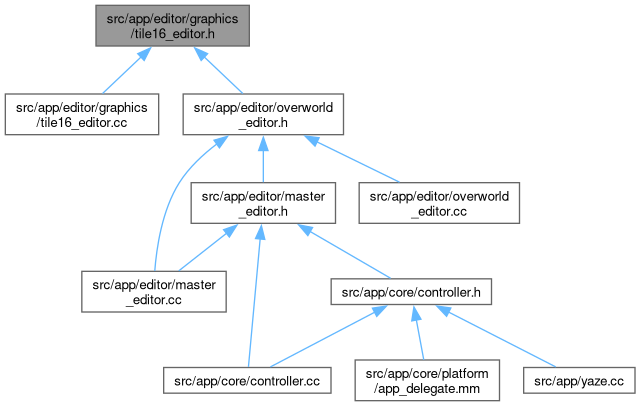 src/app/editor/graphics
/tile16_editor.h
src/app/editor/graphics
/tile16_editor.cc
src/app/editor/overworld
_editor.h
src/app/editor/master
_editor.h
src/app/editor/overworld
_editor.cc
src/app/editor/master
_editor.cc
src/app/core/controller.h
src/app/core/controller.cc
src/app/core/platform
/app_delegate.mm
src/app/yaze.cc